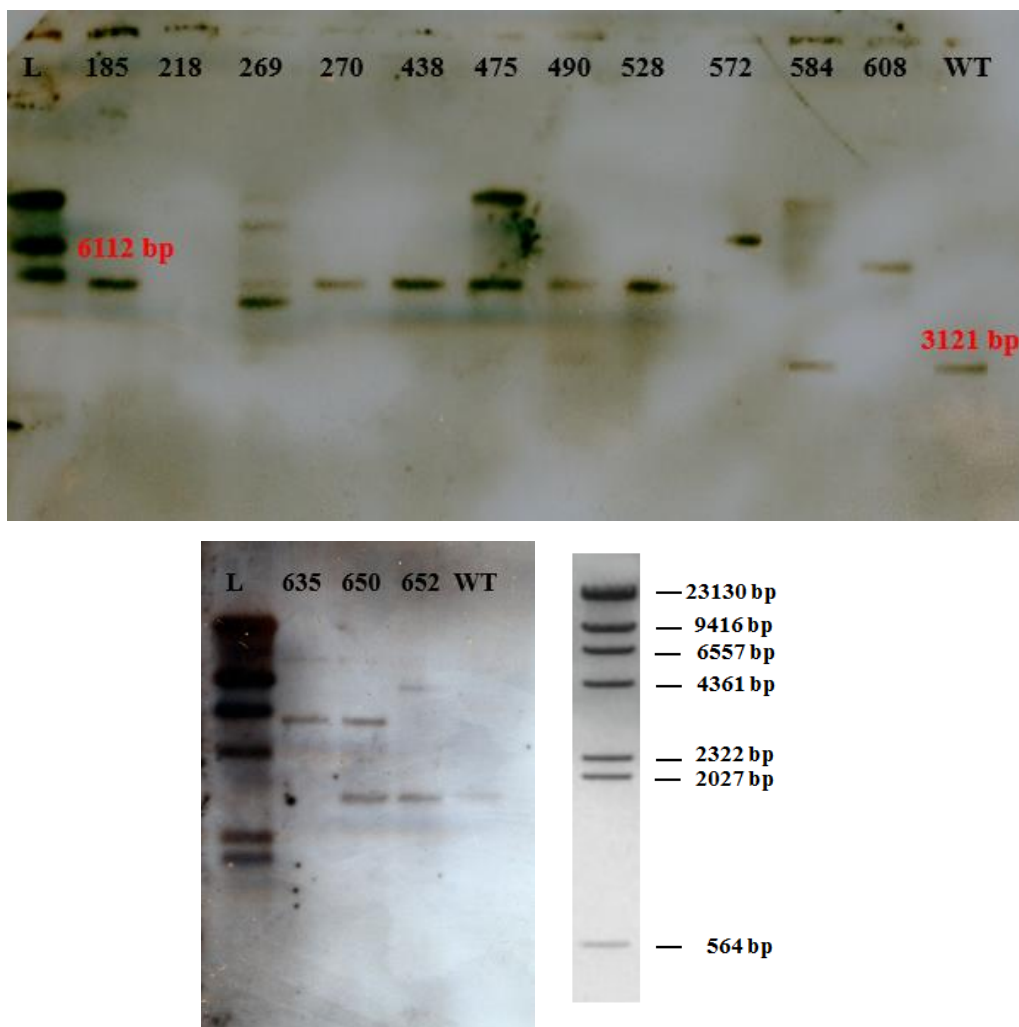 L 185 218 269 270 438 475 490 528 572 584 608 WT
6112 bp
3121 bp
L 635 650 652 WT
23130 bp
9416 bp
6557 bp
4361 bp
2322 bp
2027 bp
564 bp